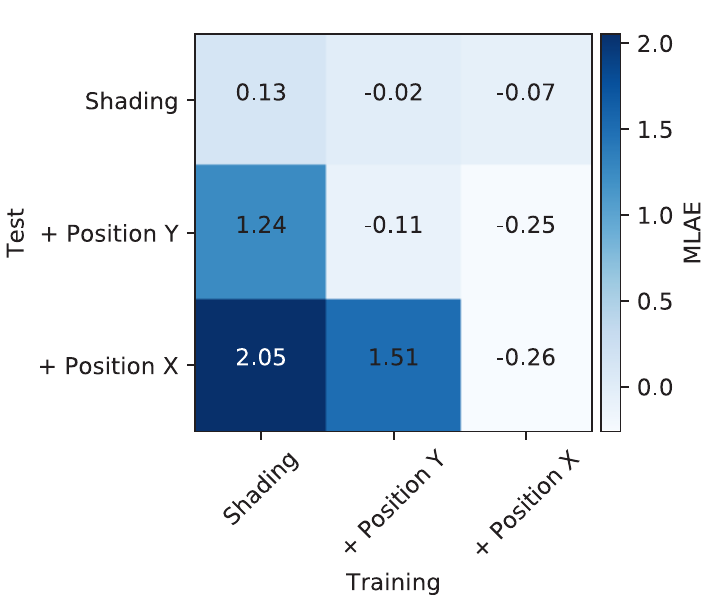 Shading 0.13 -0.02 -0.07
+ Position Y 1.24 -0.11 -0.25
+ Position X 2.05 1.51 -0.26
Test
Shading + Position Y + Position X
Training
2.0
1.5
1.0
0.5
0.0
MLAE